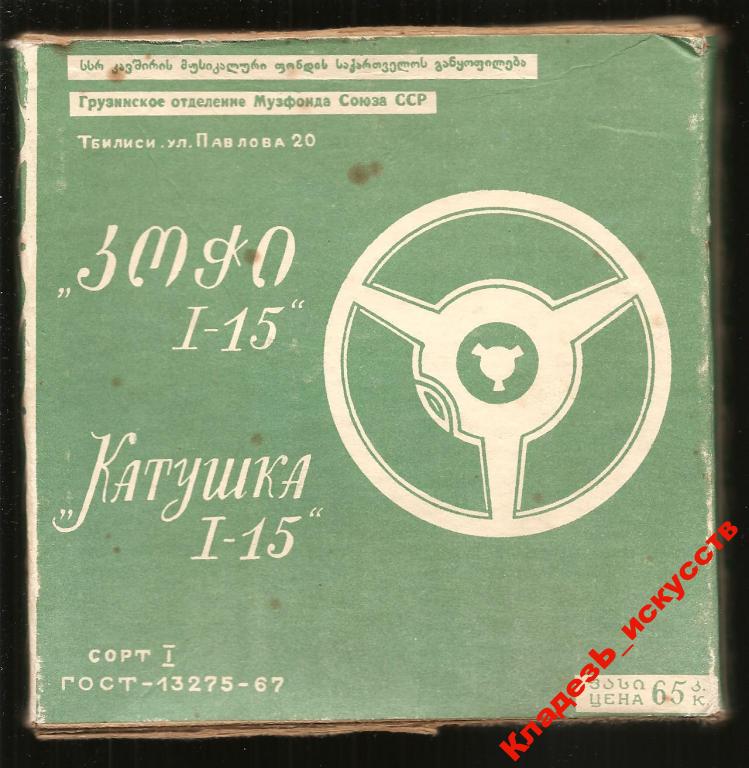 სსრ კავშირის მუსიკალური ფონდის საქართველოს განყოფილება
Грузинское отделение Музфонда Союза ССР
Тбилиси.ул.Павлова 20
„კოჭი
I-15“
„Катушка
I-15“
сорт I
ГОСТ-13275-67
ფასი 65 კ.
ЦЕНА К.
Кладезь_искусств